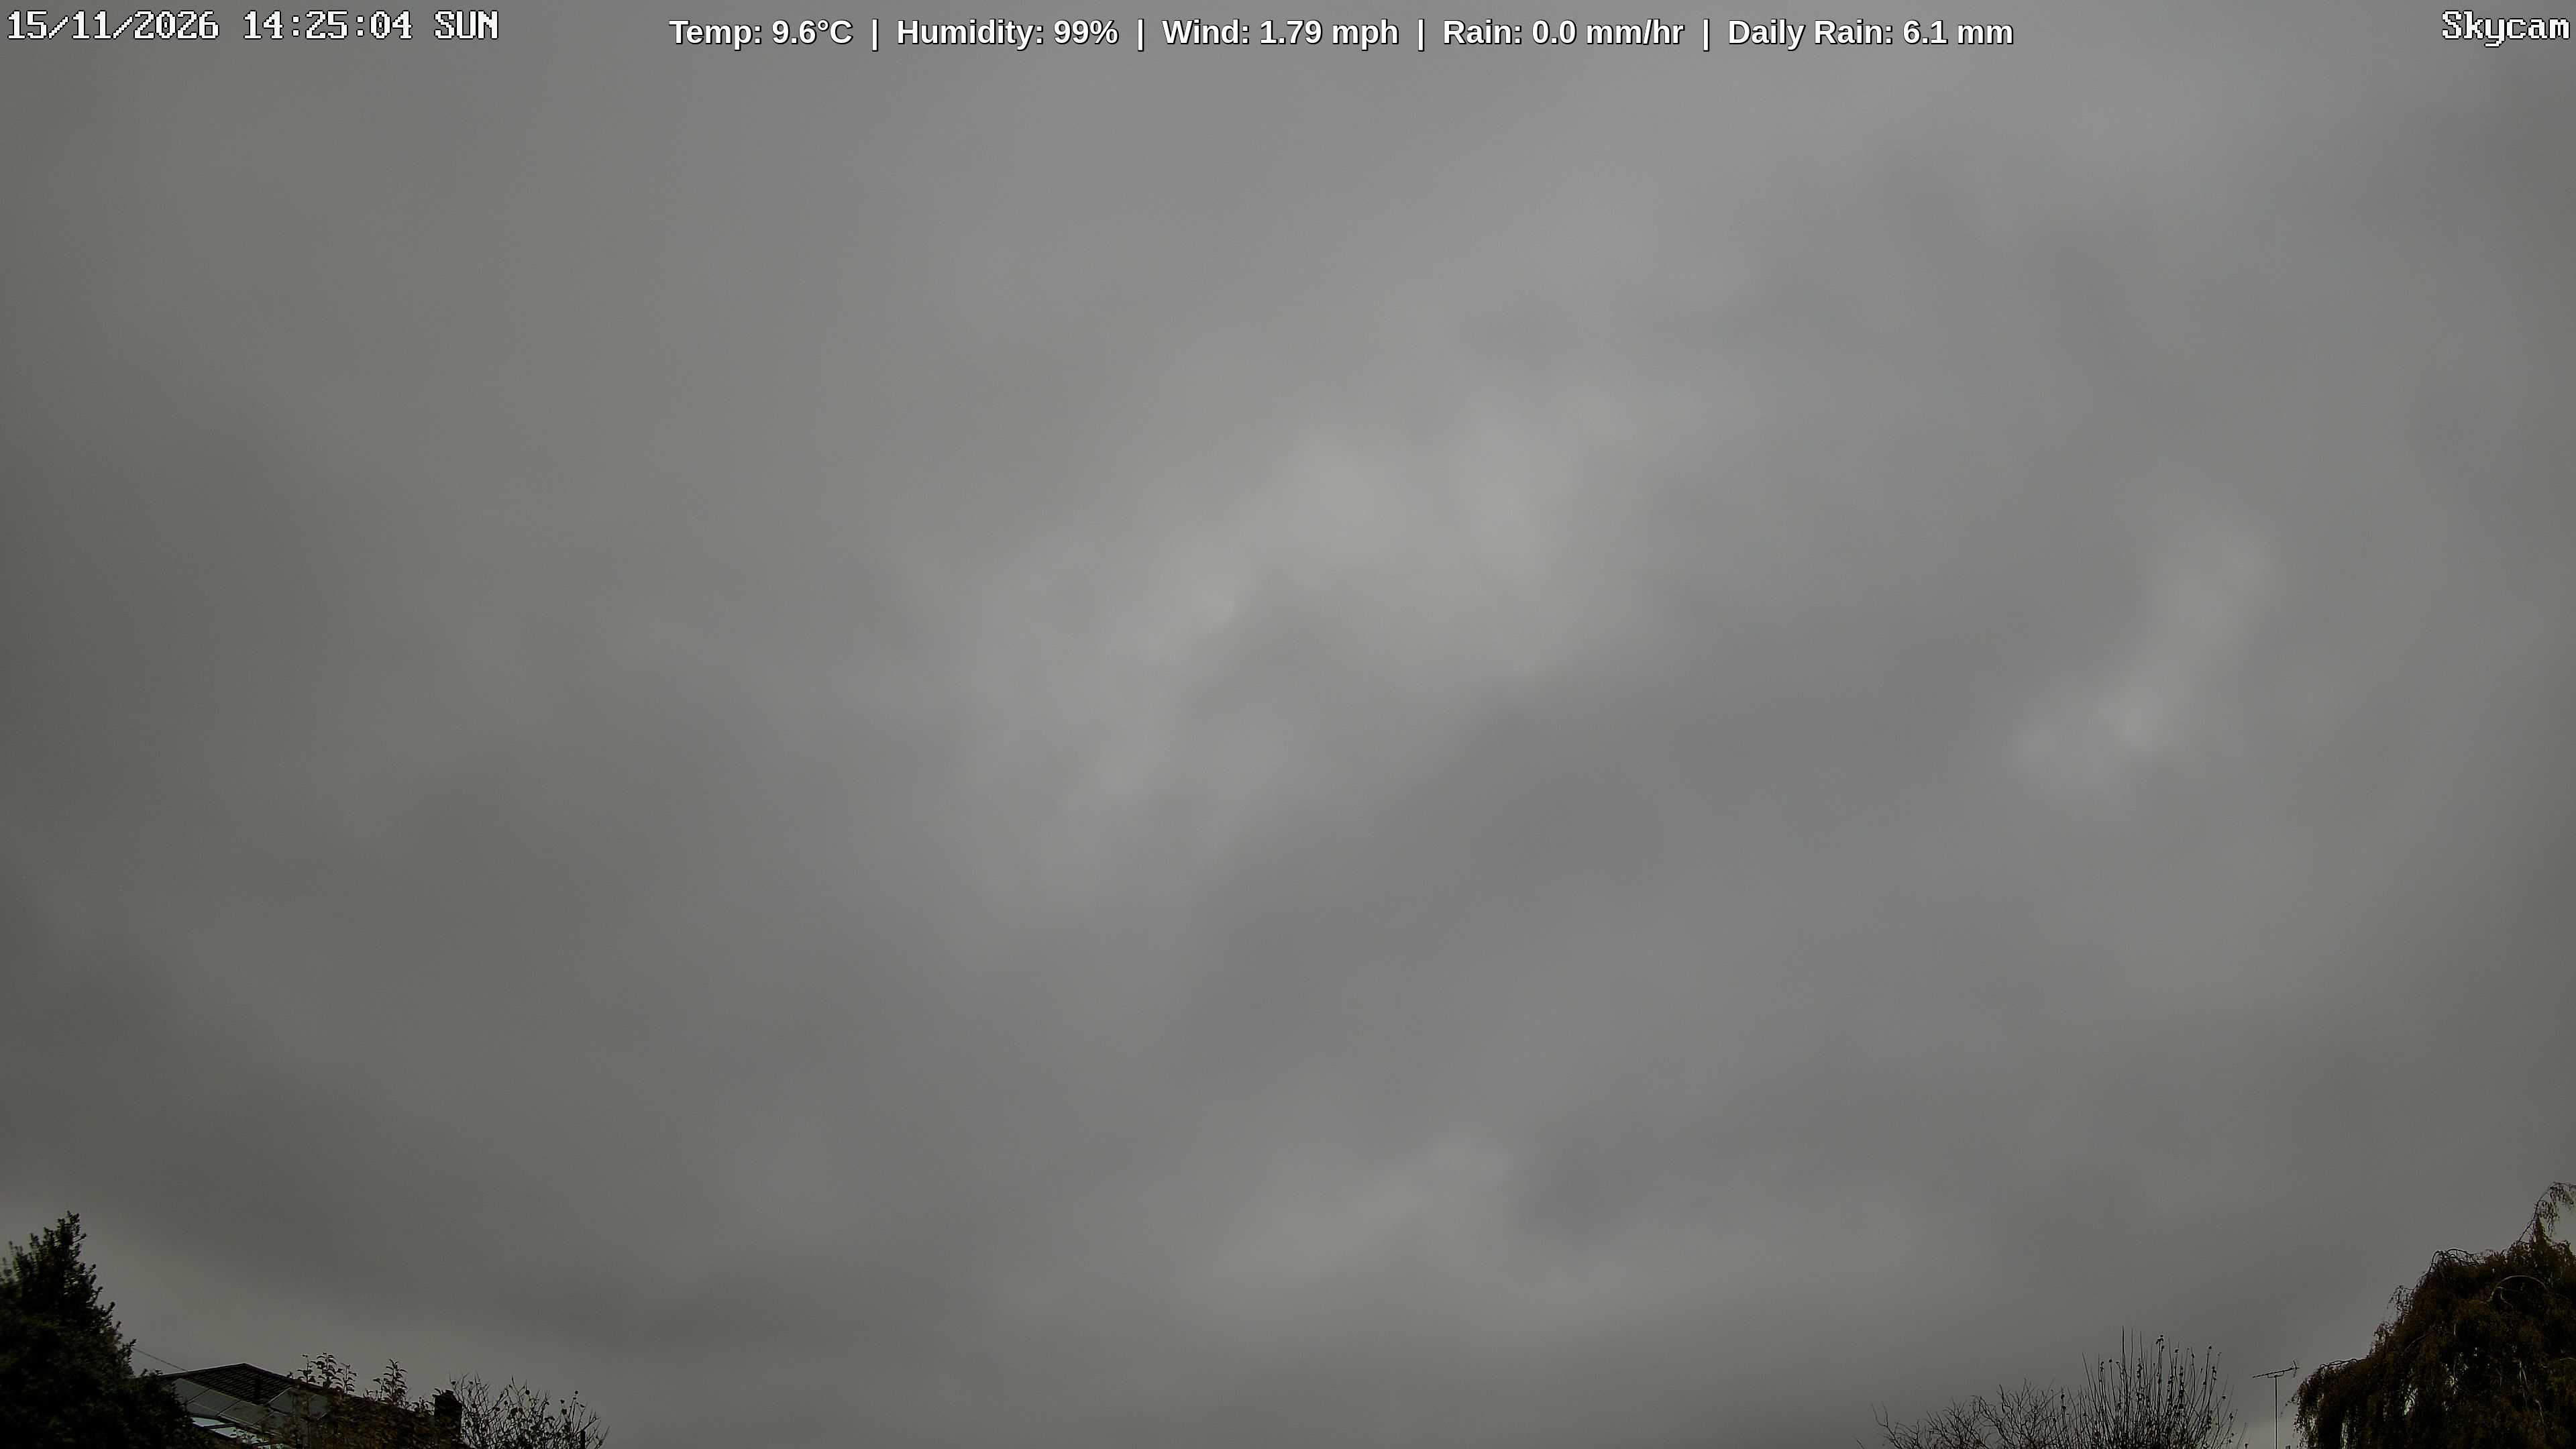 15/11/2026 14:25:04 SUN
Temp: 9.6°C | Humidity: 99% | Wind: 1.79 mph | Rain: 0.0 mm/hr | Daily Rain: 6.1 mm
Skycam